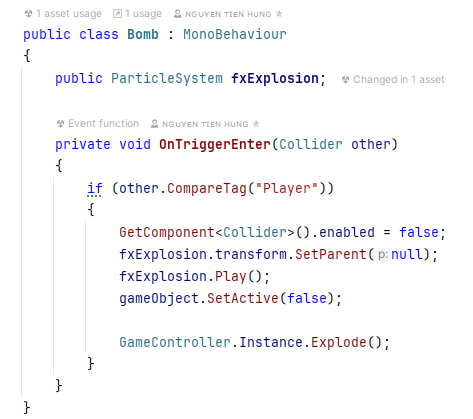 1 asset usage 1 usage NGUYEN TIEN HUNG
public class Bomb : MonoBehaviour
{
public ParticleSystem fxExplosion; Changed in 1 asset
Event function NGUYEN TIEN HUNG
private void OnTriggerEnter(Collider other)
{
if (other.CompareTag("Player"))
{
GetComponent<Collider>().enabled = false;
fxExplosion.transform.SetParent(p:null);
fxExplosion.Play();
gameObject.SetActive(false);
GameController.Instance.Explode();
}
}
}